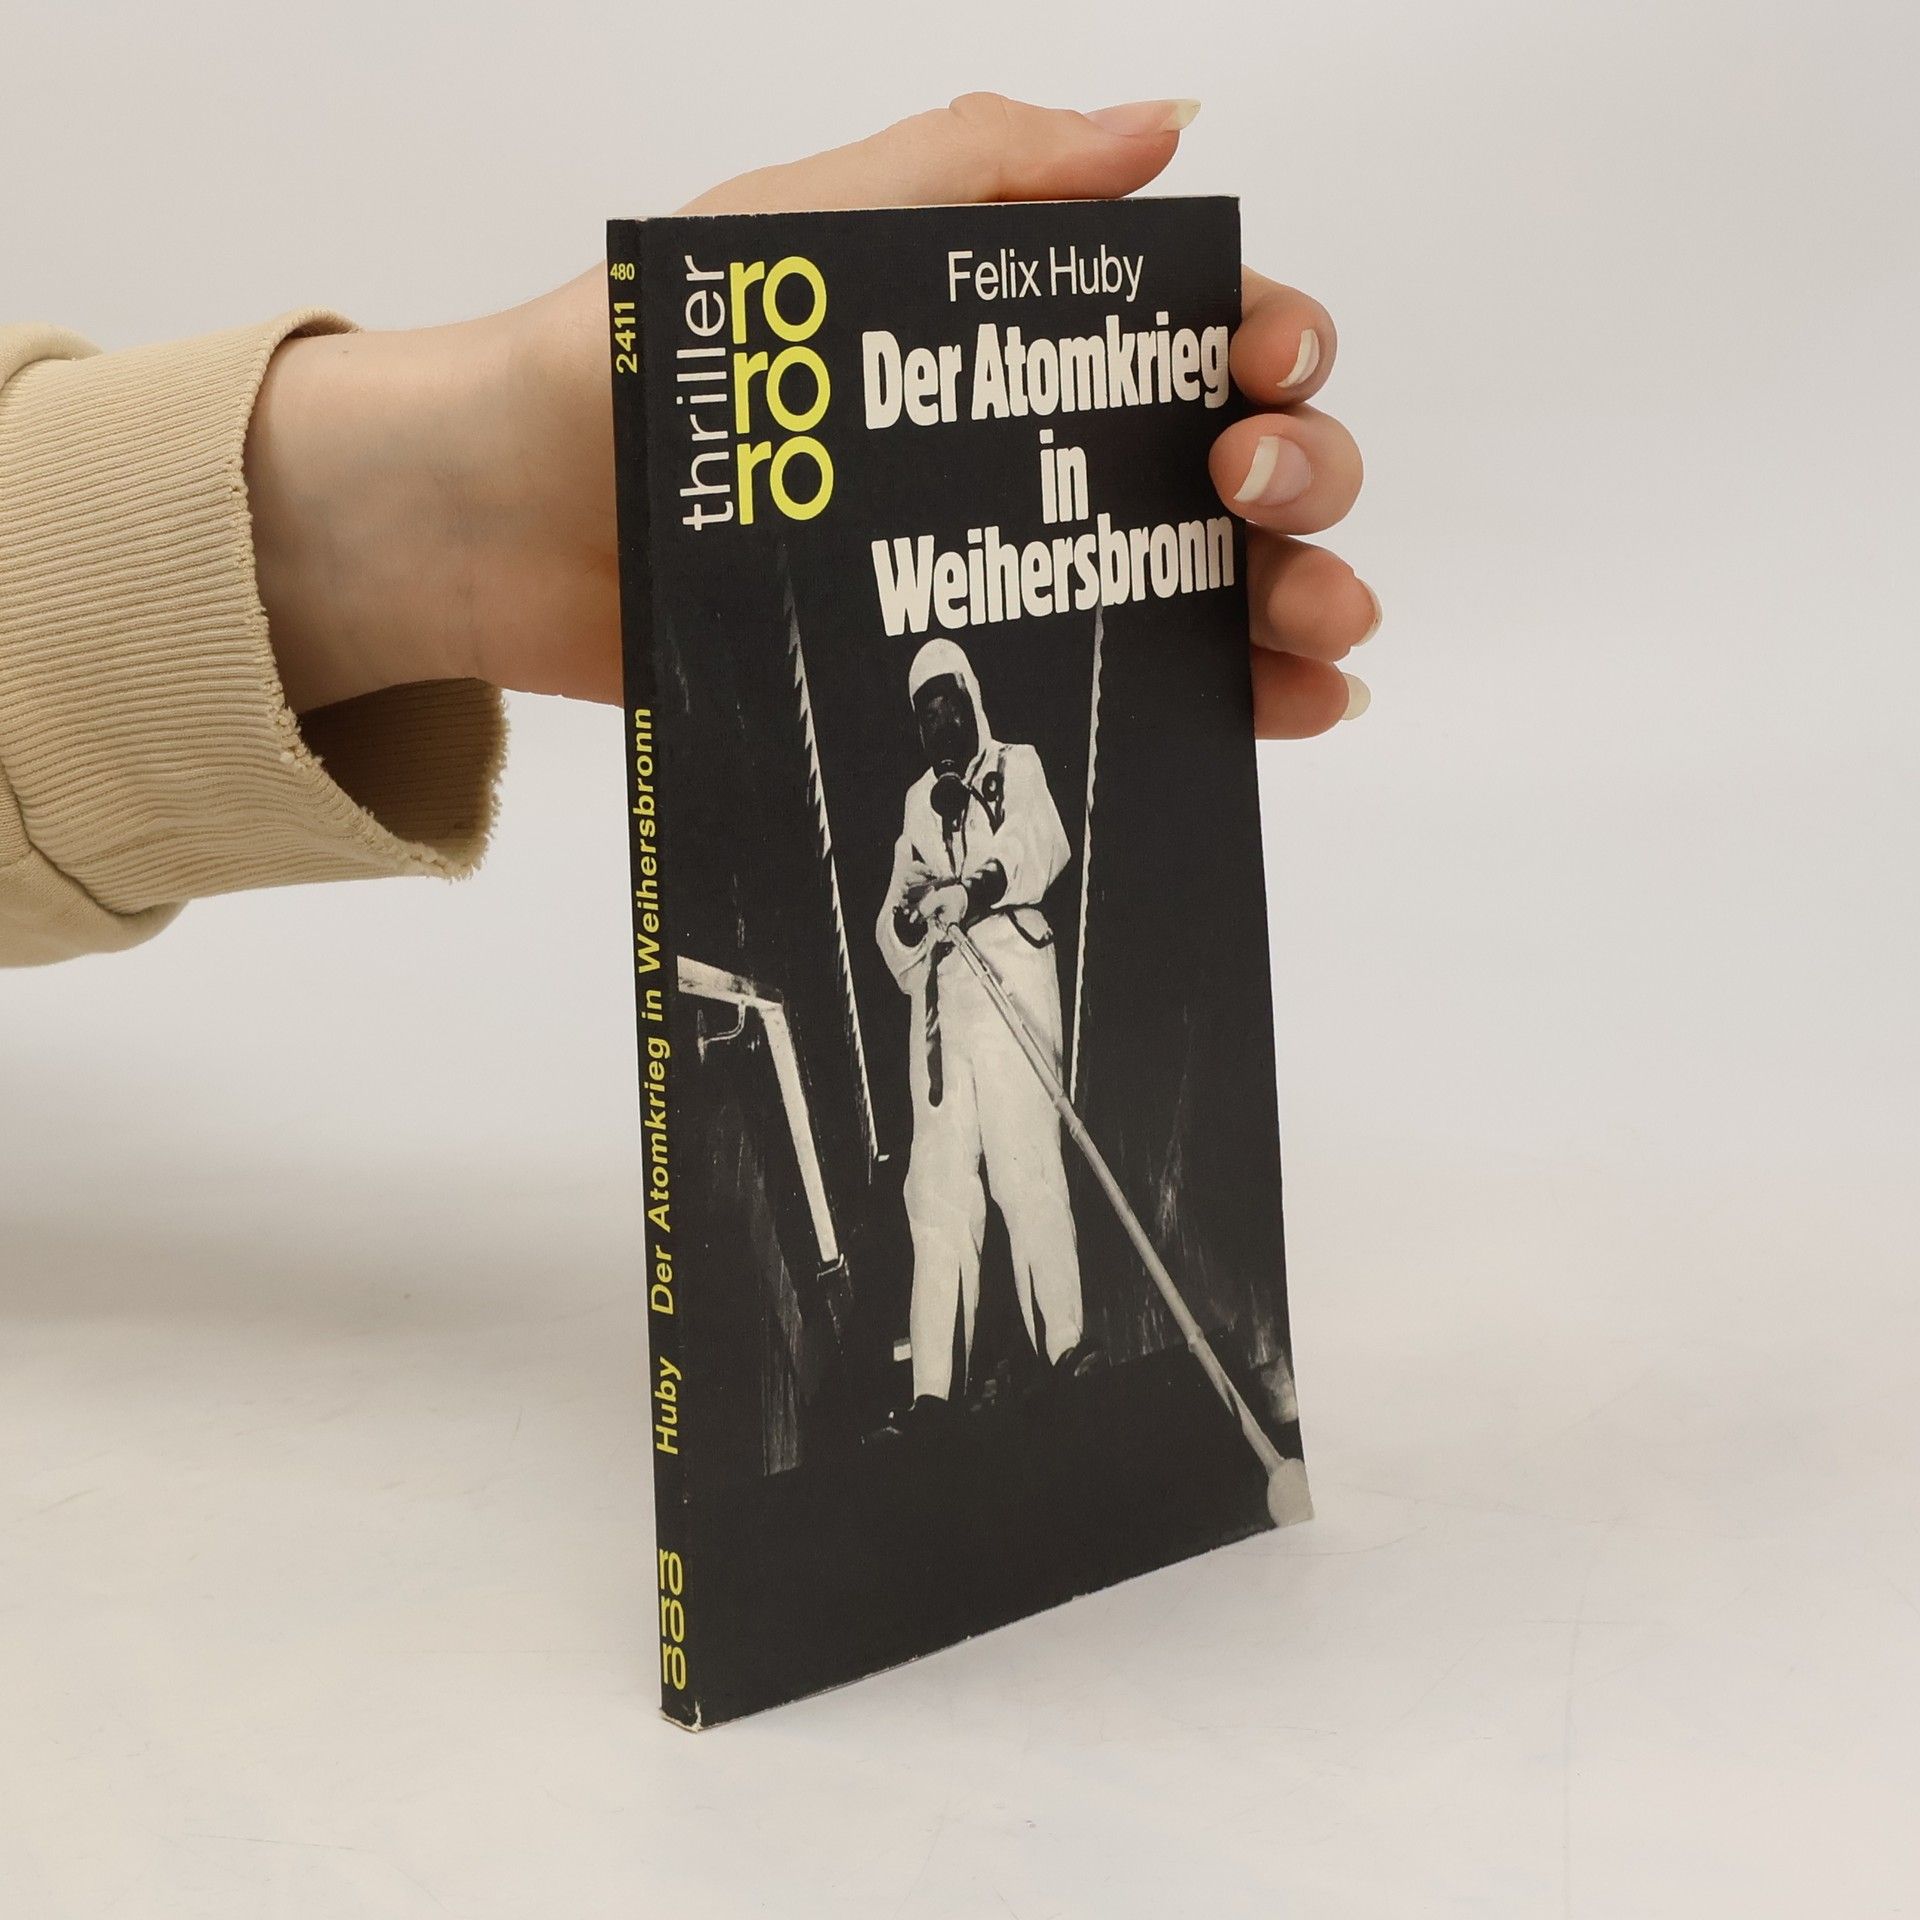 480
2411
Der Atomkrieg in Weihersbronn
Huby
ro
ro
ro
thriller
ro
ro
ro
Felix Huby
Der Atomkrieg
in
Weihersbronn